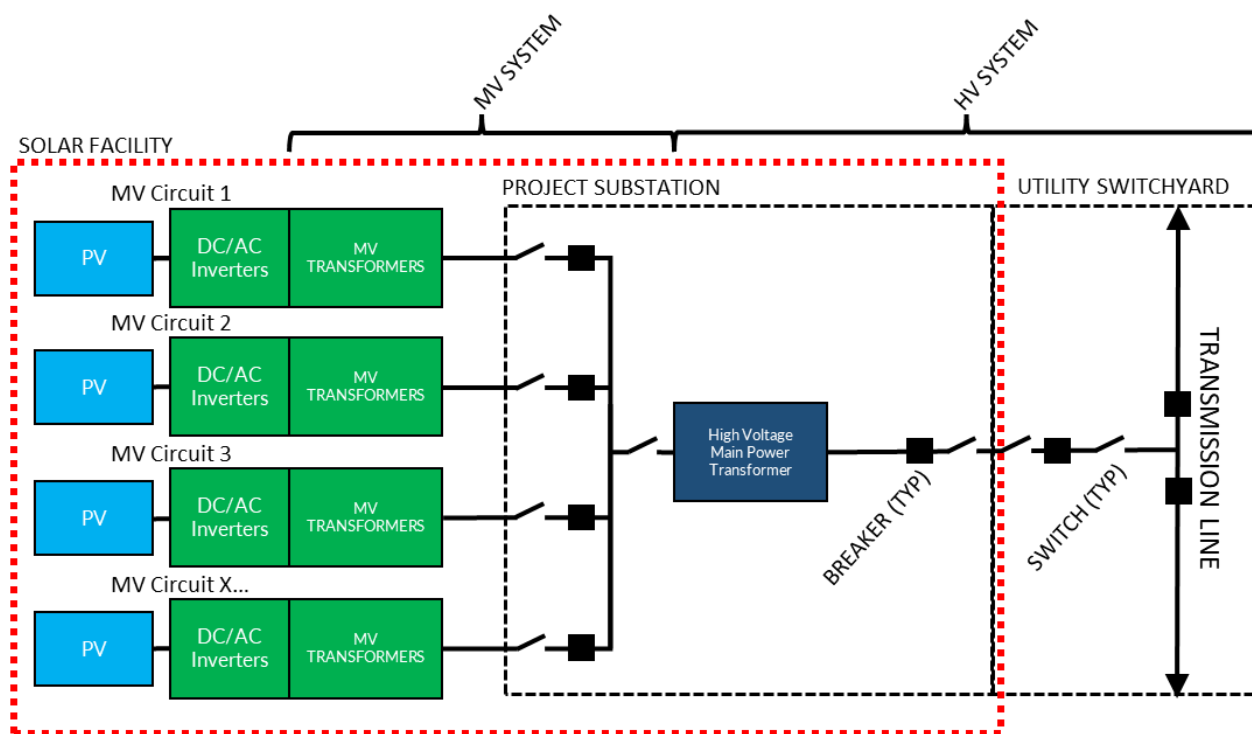 MV SYSTEM
HV SYSTEM
SOLAR FACILITY
MV Circuit 1
PROJECT SUBSTATION
UTILITY SWITCHYARD
PV
DC/AC
Inverters
MV
TRANSFORMERS
MV Circuit 2
PV
DC/AC
Inverters
MV
TRANSFORMERS
High Voltage
Main Power
Transformer
BREAKER (TYP)
SWITCH (TYP)
TRANSMISSION LINE
MV Circuit 3
PV
DC/AC
Inverters
MV
TRANSFORMERS
MV Circuit X...
PV
DC/AC
Inverters
MV
TRANSFORMERS